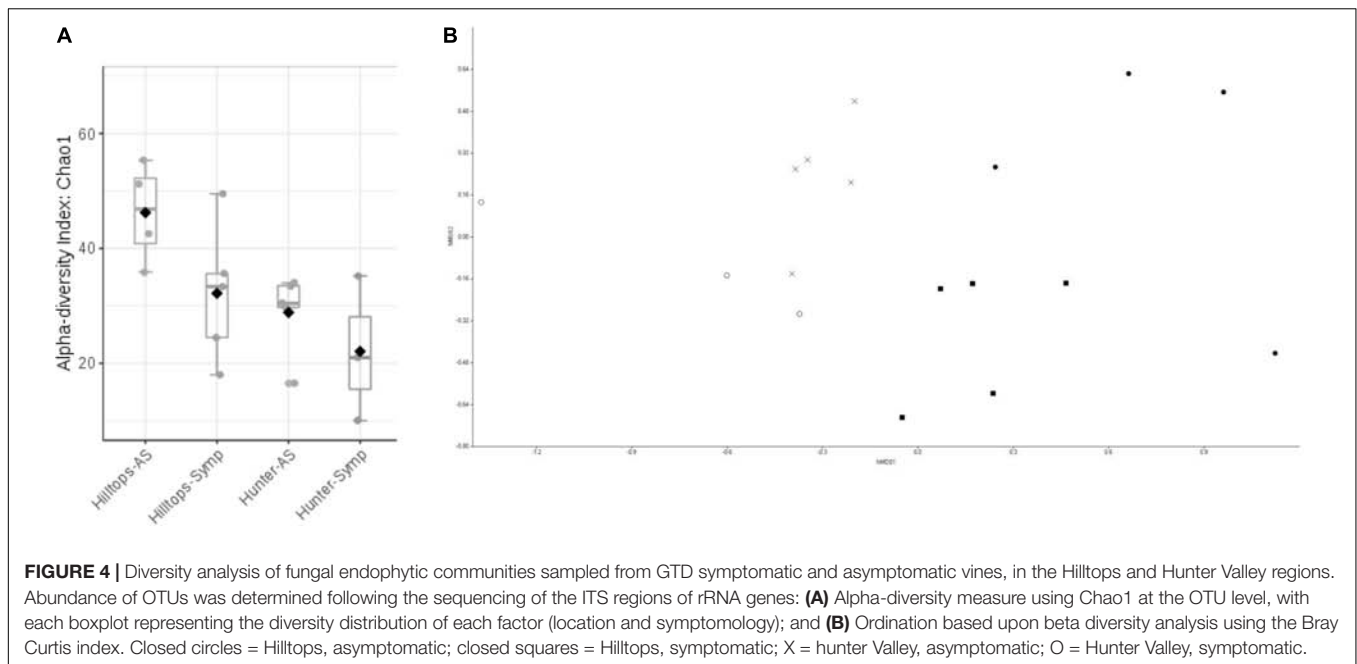 A
B
Alpha-diversity Index: Chao1
60
40
20
Hilltops-AS
Hilltops-Symp
Hunter-AS
Hunter-Symp
FIGURE 4 | Diversity analysis of fungal endophytic communities sampled from GTD symptomatic and asymptomatic vines, in the Hilltops and Hunter Valley regions.
Abundance of OTUs was determined following the sequencing of the ITS regions of rRNA genes: (A) Alpha-diversity measure using Chao1 at the OTU level, with
each boxplot representing the diversity distribution of each factor (location and symptomology); and (B) Ordination based upon beta diversity analysis using the Bray
Curtis index. Closed circles = Hilltops, asymptomatic; closed squares = Hilltops, symptomatic; X = hunter Valley, asymptomatic; O = Hunter Valley, symptomatic.